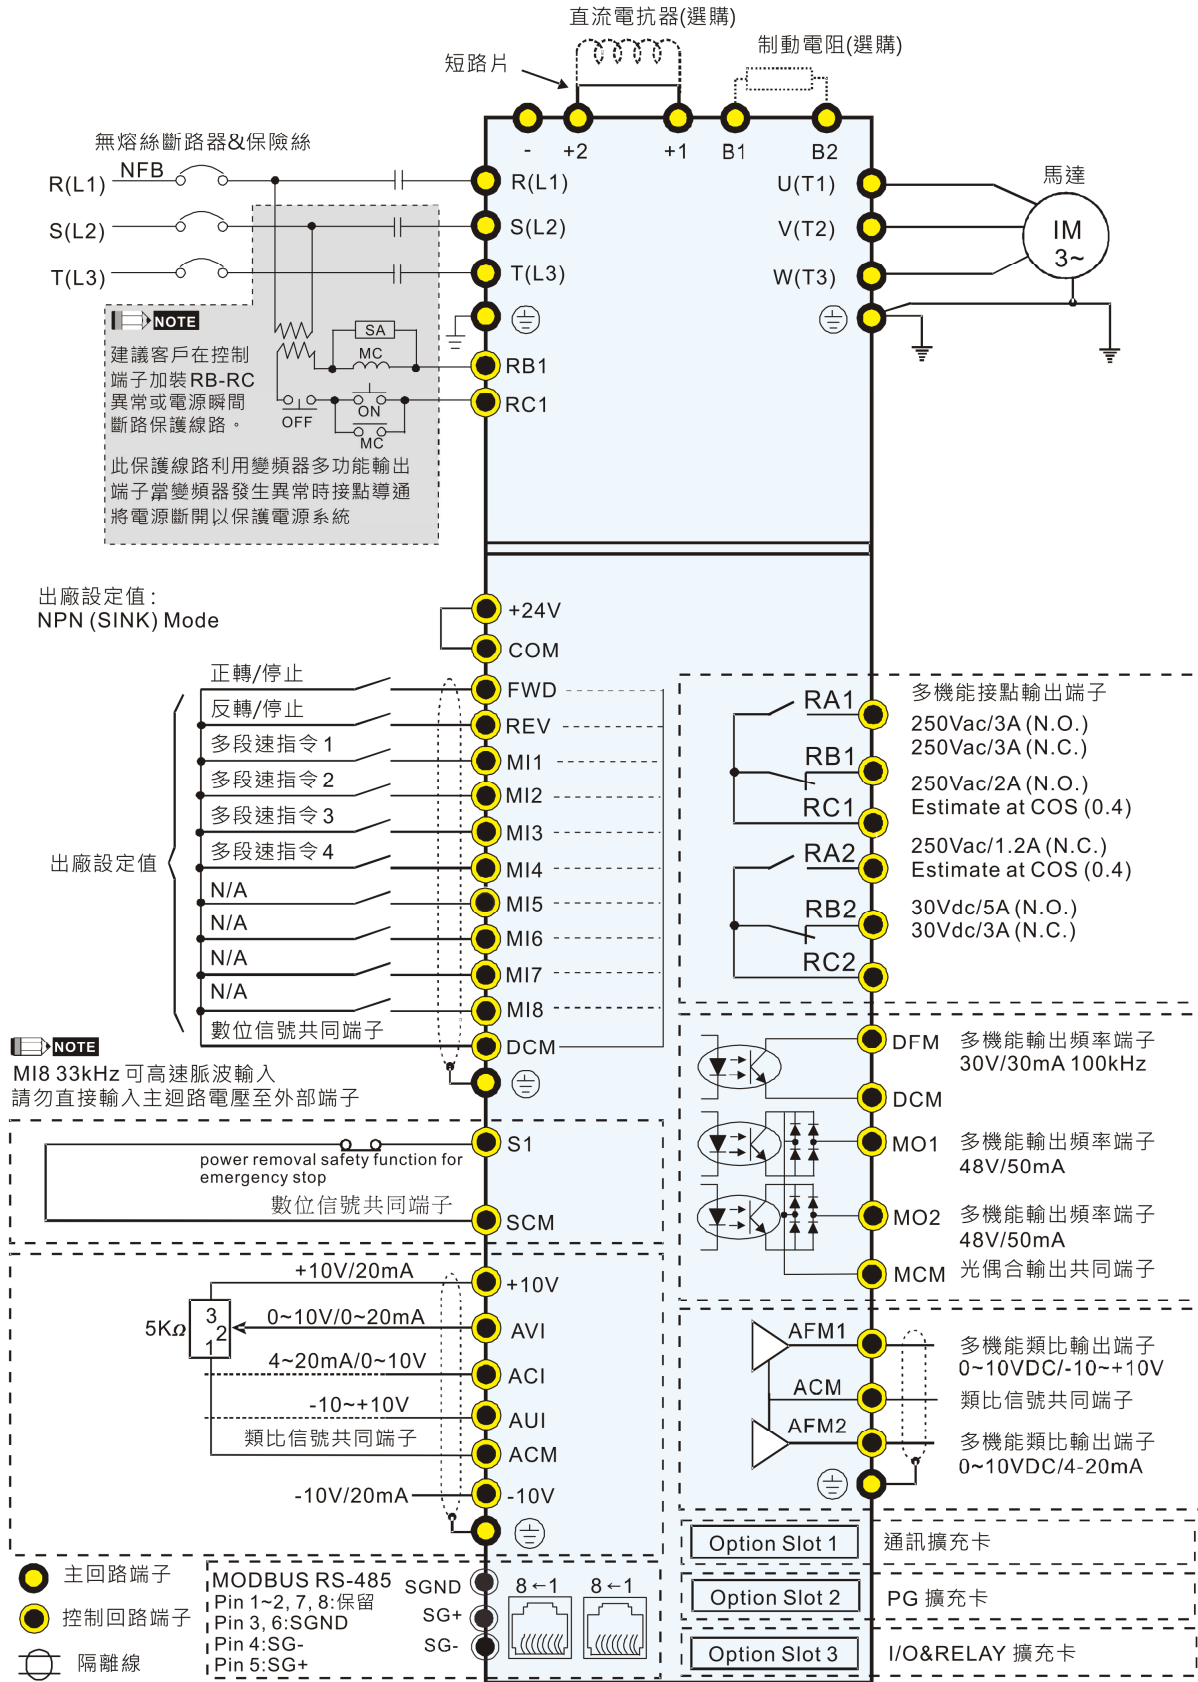 直流電抗器(選購)
制動電阻(選購)
短路片
無熔絲斷路器&保險絲
- +2 +1 B1 B2
R(L1) NFB R(L1) U(T1) 馬達
S(L2) S(L2) V(T2) IM
3~
T(L3) T(L3) W(T3)
NOTE
建議客戶在控制
端子加裝RB-RC
異常或電源瞬間
斷路保護線路。
SA
MC
RB1
OFF ON RC1
MC
此保護線路利用變頻器多功能輸出
端子當變頻器發生異常時接點導通
將電源斷開以保護電源系統
出廠設定值:
NPN (SINK) Mode
+24V
COM
正轉/停止 FWD
反轉/停止 REV
多段速指令1 MI1
多段速指令2 MI2
多段速指令3 MI3
多段速指令4 MI4
出廠設定值
N/A MI5
N/A MI6
N/A MI7
N/A MI8
數位信號共同端子 DCM
NOTE
MI8 33kHz 可高速脈波輸入
請勿直接輸入主迴路電壓至外部端子
S1
power removal safety function for
emergency stop
數位信號共同端子 SCM
+10V/20mA +10V
5KΩ 3 2 1
0~10V/0~20mA AVI
4~20mA/0~10V ACI
-10~+10V AUI
類比信號共同端子 ACM
-10V/20mA -10V
RA1 多機能接點輸出端子
250Vac/3A (N.O.)
250Vac/3A (N.C.)
RB1
250Vac/2A (N.O.)
RC1 Estimate at COS (0.4)
RA2 250Vac/1.2A (N.C.)
Estimate at COS (0.4)
RB2 30Vdc/5A (N.O.)
30Vdc/3A (N.C.)
RC2
DFM 多機能輸出頻率端子
30V/30mA 100kHz
DCM
MO1 多機能輸出頻率端子
48V/50mA
MO2 多機能輸出頻率端子
48V/50mA
MCM 光偶合輸出共同端子
AFM1 多機能類比輸出端子
0~10VDC/-10~+10V
ACM 類比信號共同端子
AFM2 多機能類比輸出端子
0~10VDC/4-20mA
Option Slot 1 通訊擴充卡
Option Slot 2 PG 擴充卡
Option Slot 3 I/O&RELAY 擴充卡
主回路端子
控制回路端子
隔離線
MODBUS RS-485
Pin 1~2, 7, 8:保留
Pin 3, 6:SGND
Pin 4:SG-
Pin 5:SG+
SGND 8←1 8←1
SG+
SG-